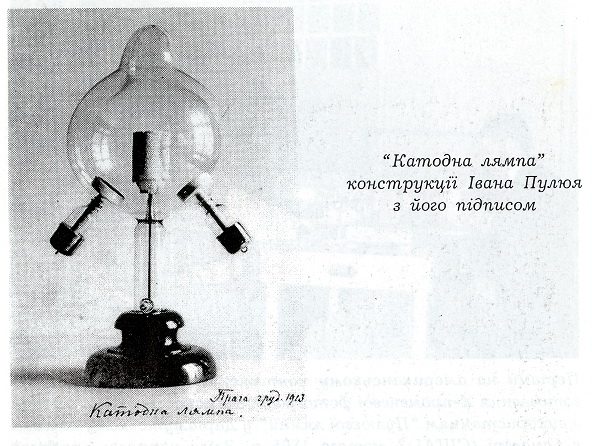 “Катодна лямпа”
конструкції Івана Пулюя
з його підписом
Прага груд. 1913
Катодна лямпа.